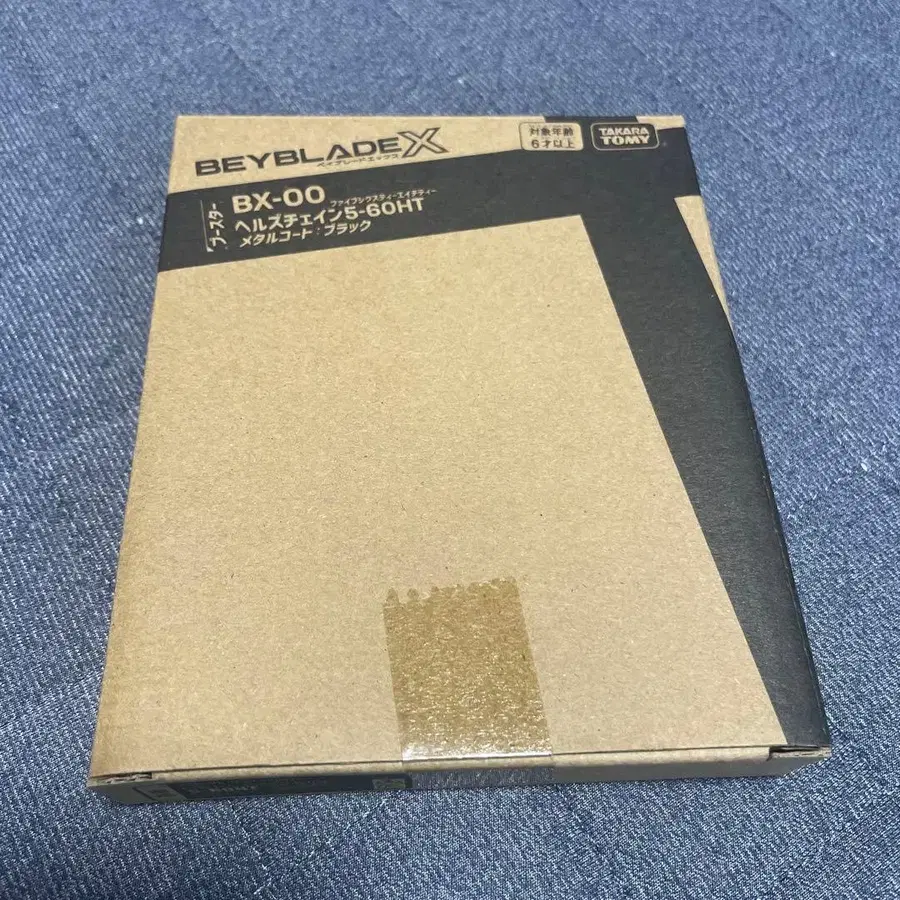 BEYBLADE X
ベイブレードエックス
対象年齢
6才以上
TAKARA
TOMY
ブースター
BX-00
ファイブシックスティーエイチティー
ヘルズチェイン5-60HT
メタルコート:ブラック